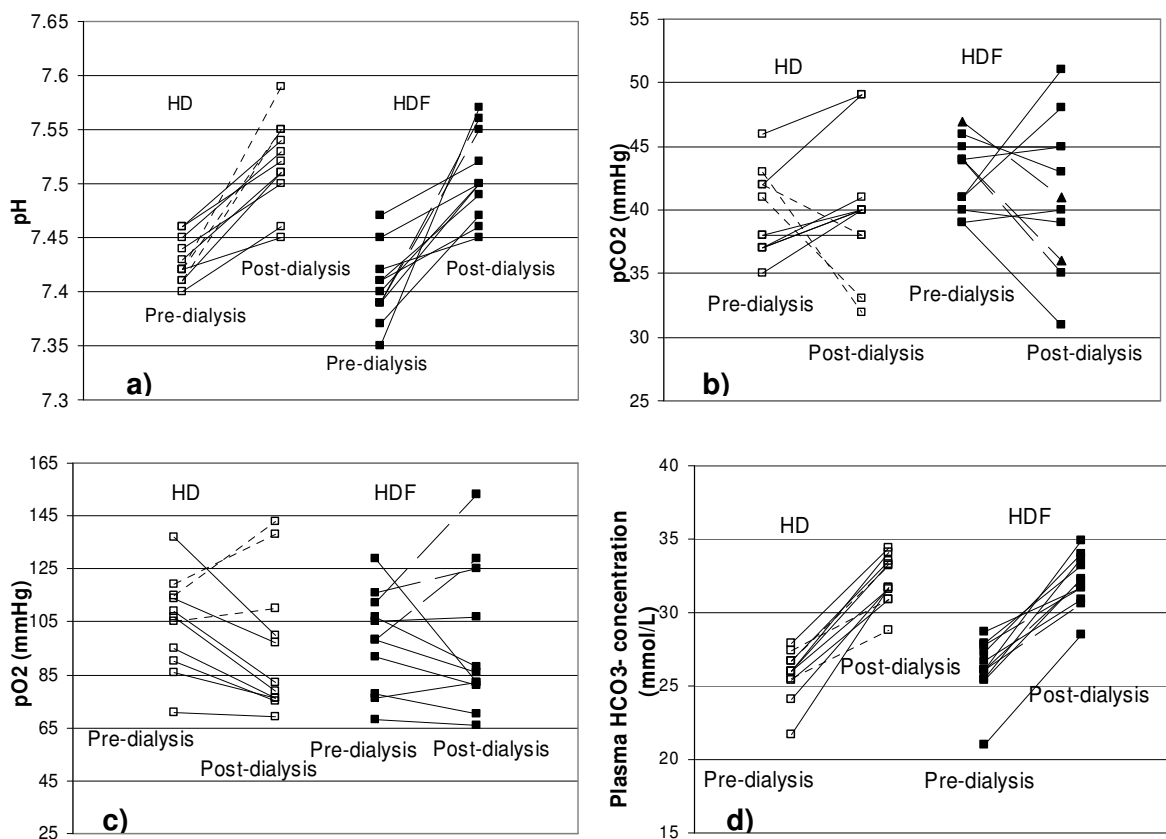 7.65
7.6
7.55
7.5
7.45
7.4
7.35
7.3
pH
HD
HDF
Post-dialysis
Post-dialysis
Pre-dialysis
Pre-dialysis
a)
55
50
45
40
35
30
25
pCO2 (mmHg)
HD
HDF
Pre-dialysis
Pre-dialysis
Post-dialysis
Post-dialysis
b)
165
145
125
105
85
65
45
25
pO2 (mmHg)
HD
HDF
Pre-dialysis
Pre-dialysis
Post-dialysis
Post-dialysis
c)
40
35
30
25
20
15
Plasma HCO3- concentration
(mmol/L)
HD
HDF
Post-dialysis
Post-dialysis
Pre-dialysis
Pre-dialysis
d)